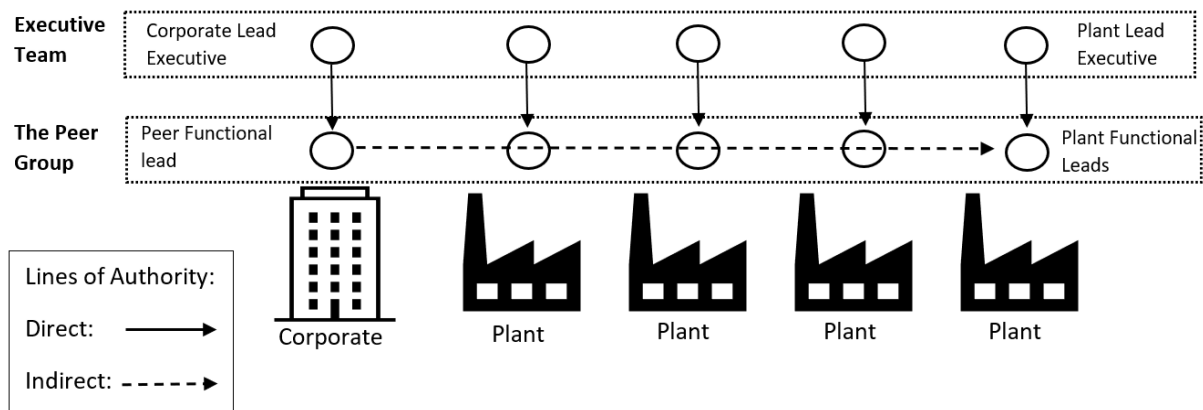 Executive
Team
Corporate Lead
Executive
Plant Lead
Executive
The Peer
Group
Peer Functional
lead
Plant Functional
Leads
Lines of Authority:
Direct:
Indirect:
Corporate
Plant
Plant
Plant
Plant